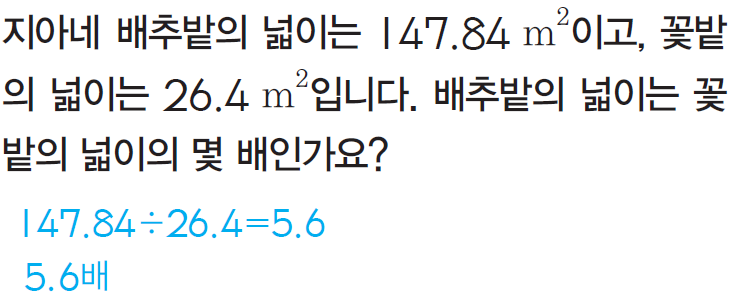 지아네 배추밭의 넓이는 147.84 m²이고, 꽃밭
의 넓이는 26.4 m²입니다. 배추밭의 넓이는 꽃
밭의 넓이의 몇 배인가요?
147.84÷26.4=5.6
5.6배